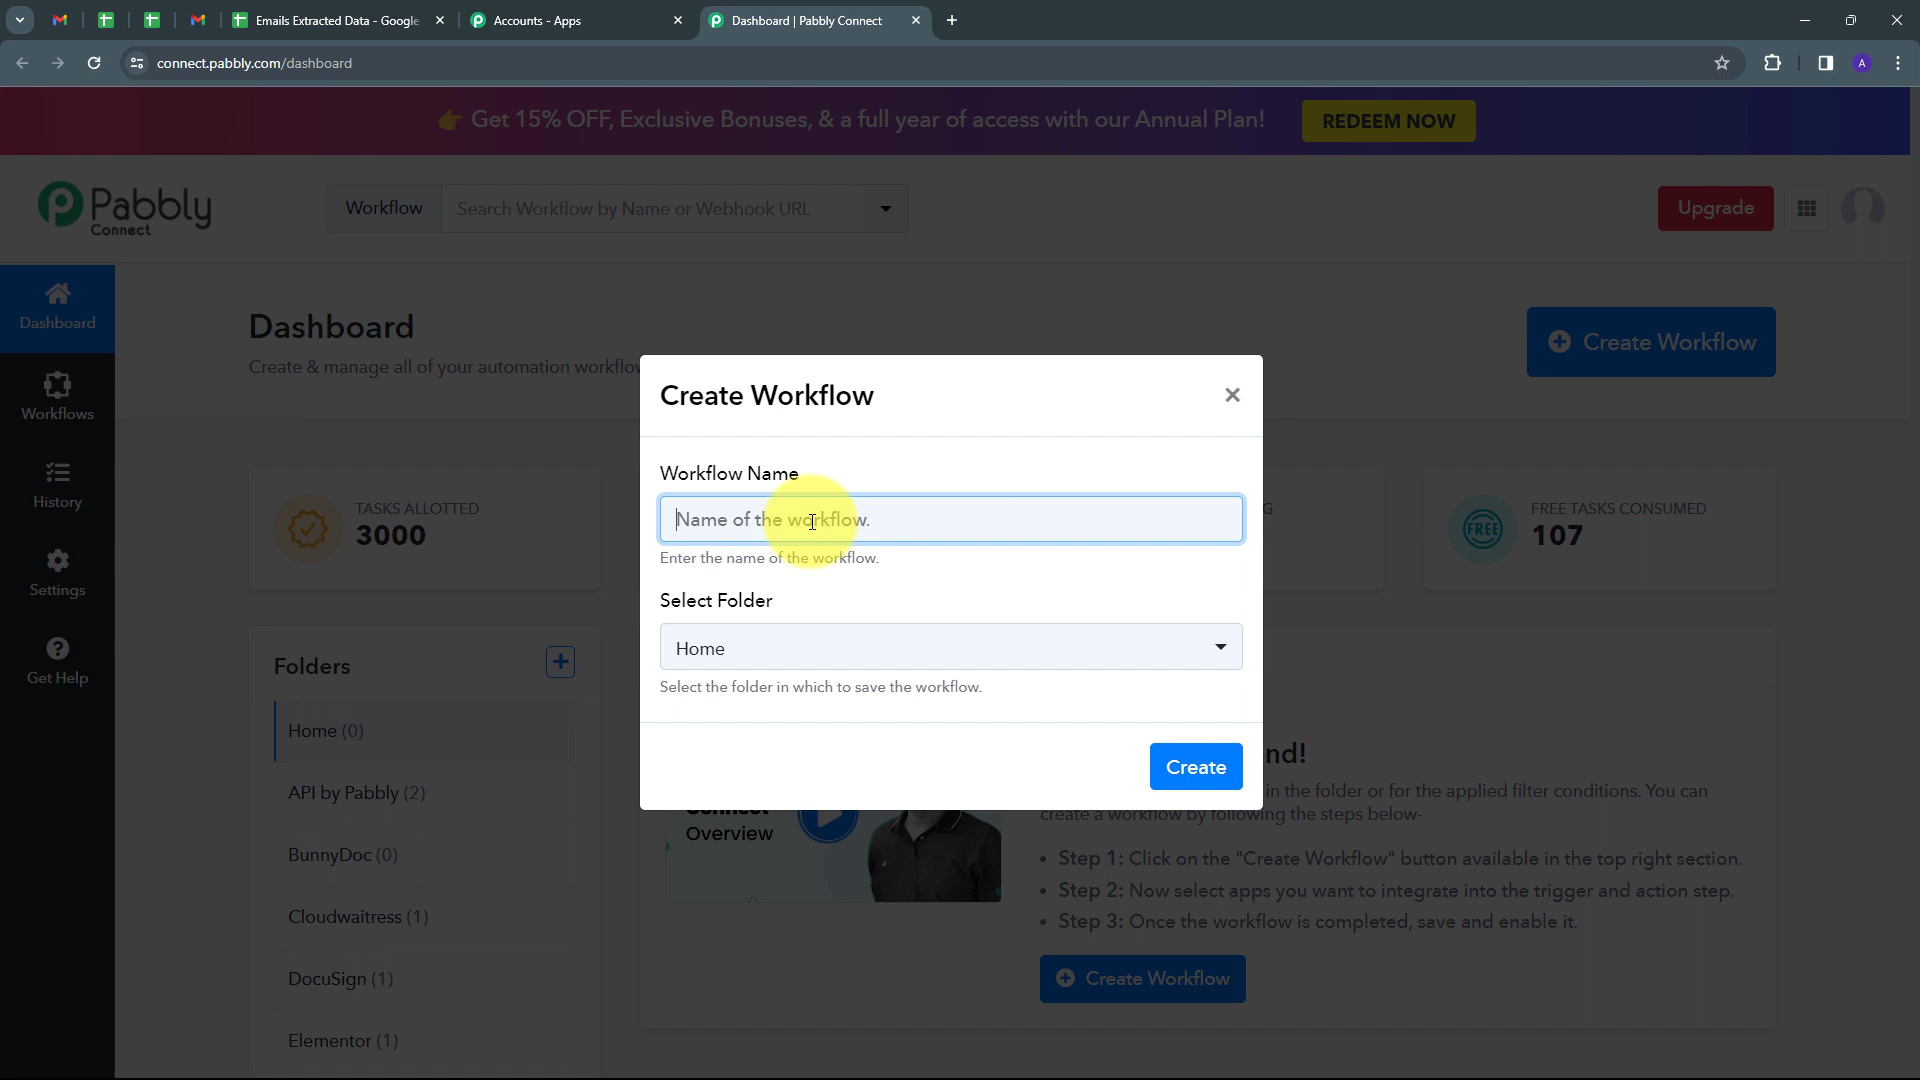 Emails Extracted Data - Google
Accounts - Apps
Dashboard | Pabbly Connect
connect.pabbly.com/dashboard
A
👉 Get 15% OFF, Exclusive Bonuses, & a full year of access with our Annual Plan!
REDEEM NOW
Pabbly
Connect
Workflow
Search Workflow by Name or Webhook URL
Upgrade
Dashboard
Workflows
History
Settings
Get Help
Dashboard
Create & manage all of your automation workflow
Create Workflow
TASKS ALLOTTED
3000
G
FREE
FREE TASKS CONSUMED
107
Folders
Home (0)
API by Pabbly (2)
BunnyDoc (0)
Cloudwaitress (1)
DocuSign (1)
Elementor (1)
Create Workflow
Workflow Name
Name of the workflow.
Enter the name of the workflow.
Select Folder
Home
Select the folder in which to save the workflow.
Create
Connect
Overview
nd!
in the folder or for the applied filter conditions. You can
create a workflow by following the steps below-
• Step 1: Click on the "Create Workflow" button available in the top right section.
• Step 2: Now select apps you want to integrate into the trigger and action step.
• Step 3: Once the workflow is completed, save and enable it.
Create Workflow